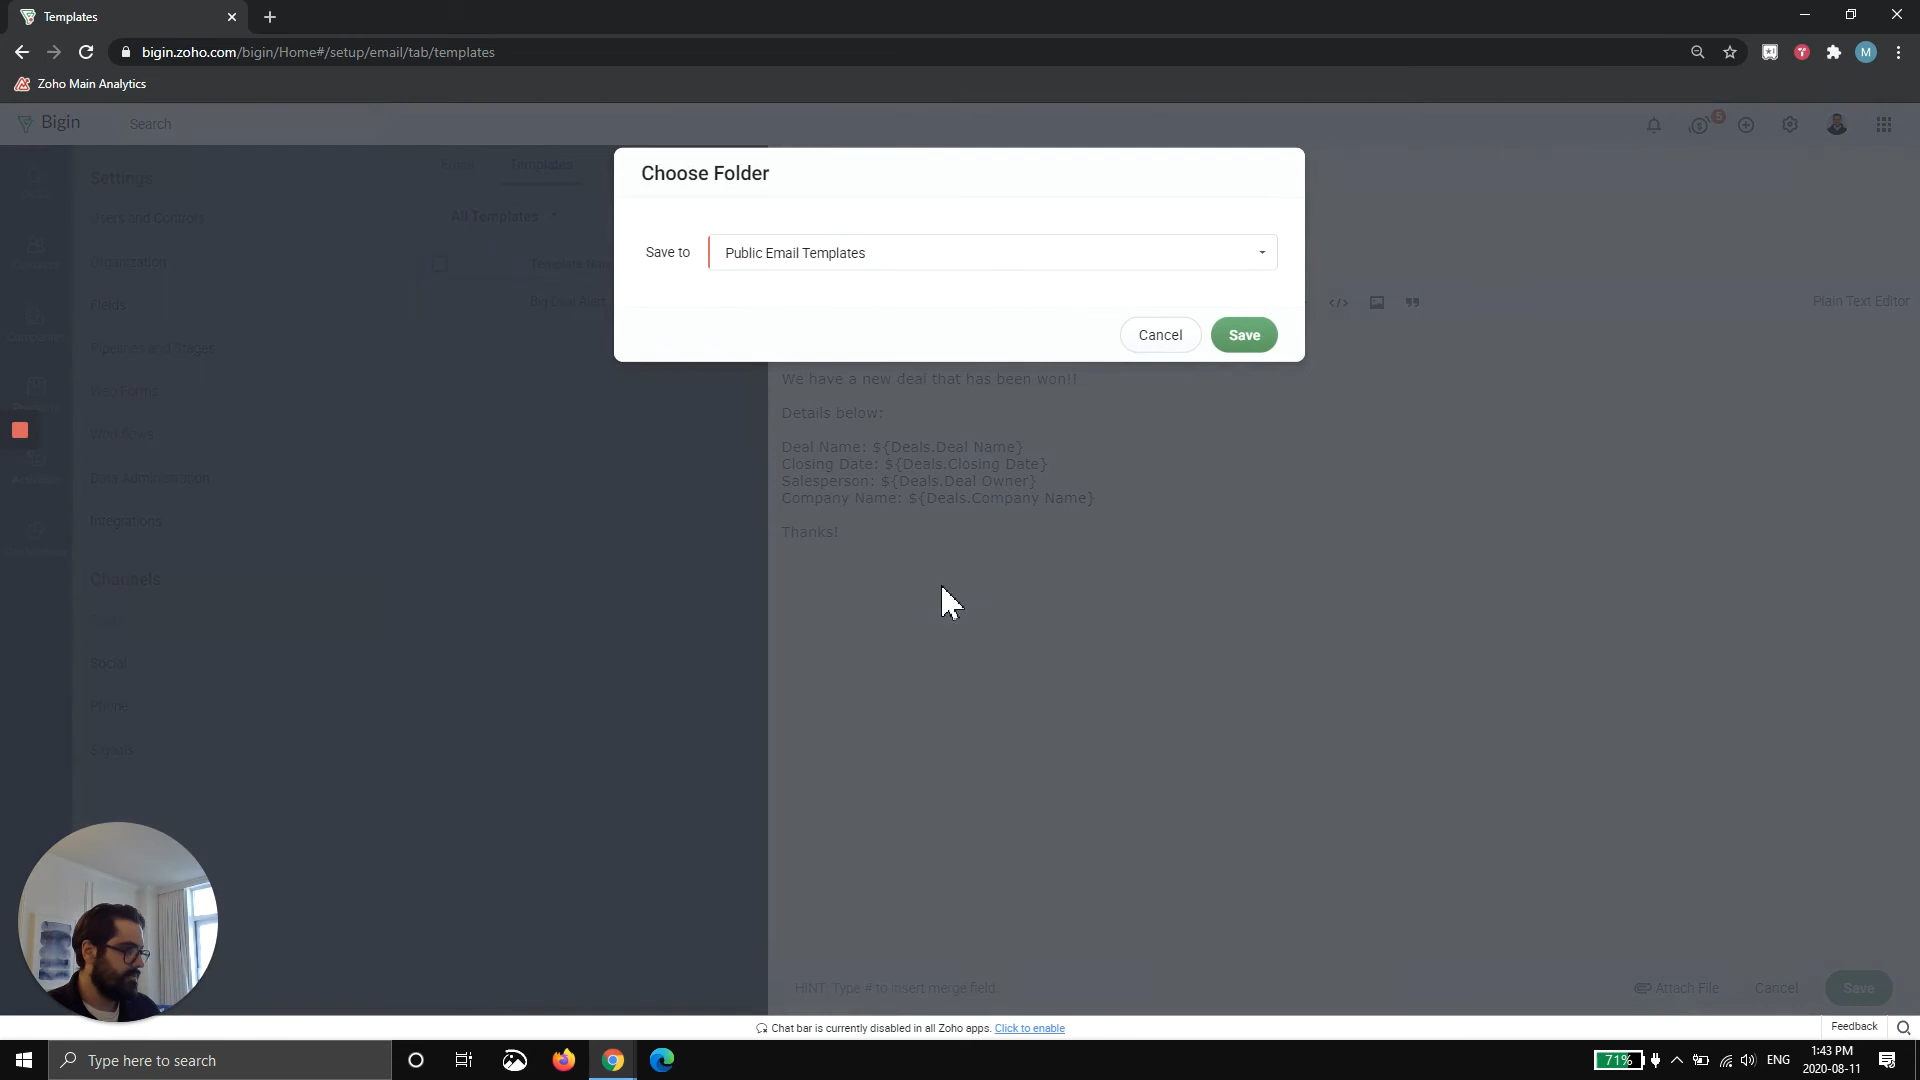 Templates
bigin.zoho.com/bigin/Home#/setup/email/tab/templates
M
Zoho Main Analytics
Bigin
Search
5
Choose Folder
Save to
Public Email Templates
Cancel
Save
Settings
Email
Templates
Users and Controls
All Templates
Organization
Template Name
Fields
Big Deal Alert
Plain Text Editor
Pipelines and Stages
Web Forms
Workflows
Data Administration
Integrations
Channels
Social
Phone
Signals
We have a new deal that has been won!!
Details below:
Deal Name: ${Deals.Deal Name}
Closing Date: ${Deals.Closing Date}
Salesperson: ${Deals.Deal Owner}
Company Name: ${Deals.Company Name}
Thanks!
HINT: Type # to insert merge field.
Attach File
Cancel
Save
Chat bar is currently disabled in all Zoho apps. Click to enable
Feedback
Type here to search
71%
ENG
1:43 PM
2020-08-11